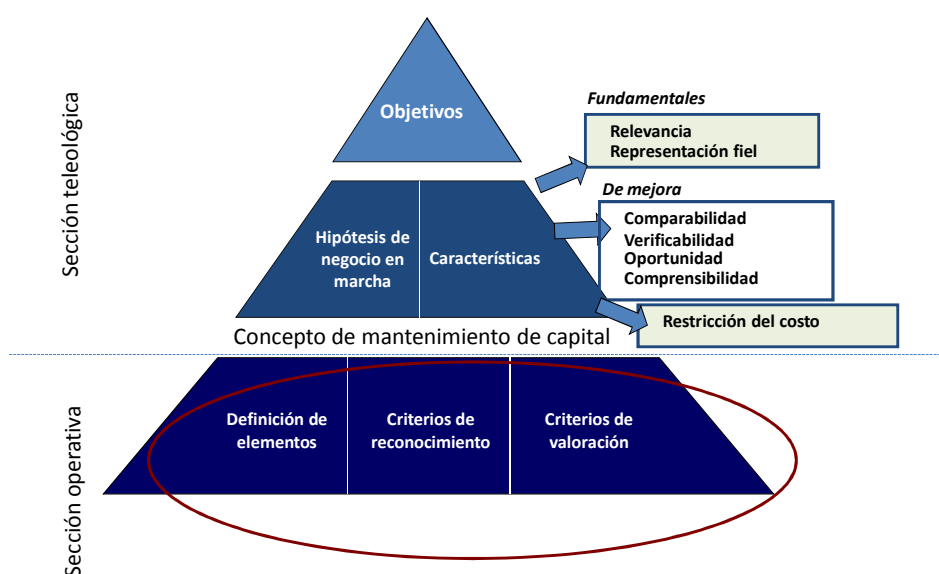 Sección teleológica
Objetivos
Fundamentales
Relevancia
Representación fiel
De mejora
Comparabilidad
Verificabilidad
Oportunidad
Comprensibilidad
Hipótesis de
negocio en
marcha
Características
Restricción del costo
Concepto de mantenimiento de capital
Sección operativa
Definición de
elementos
Criterios de
reconocimiento
Criterios de
valoración